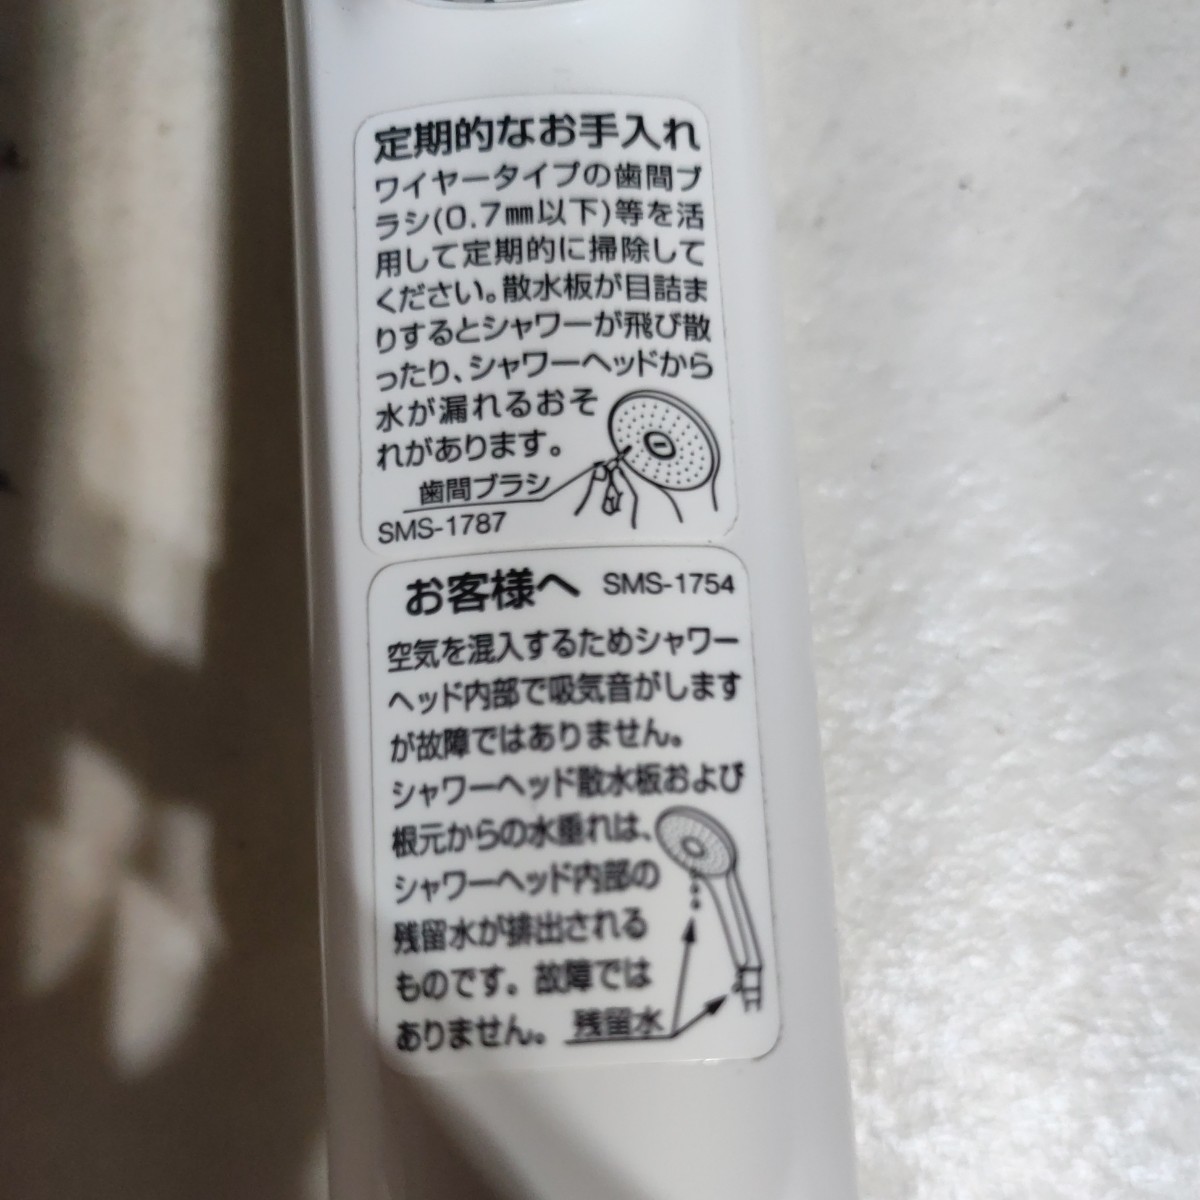 定期的なお手入れ
ワイヤータイプの歯間ブ
ラシ(0.7㎜以下)等を活
用して定期的に掃除して
ください。散水板が目詰ま
りするとシャワーが飛び散
ったり、シャワーヘッドから
水が漏れるおそ
れがあります。
歯間ブラシ
SMS-1787
お客様へ SMS-1754
空気を混入するためシャワー
ヘッド内部で吸気音がします
が故障ではありません。
シャワーヘッド散水板および
根元からの水垂れは、
シャワーヘッド内部の
残留水が排出される
ものです。故障では
ありません。
残留水